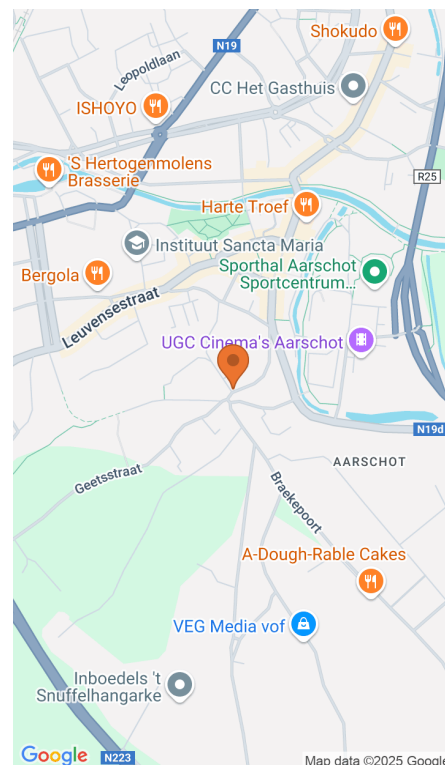 Shokudo
N19
Leopoldlaan
CC Het Gasthuis
ISHOYO
'S Hertogenmolens
Brasserie
R25
Harte Troef
Instituut Sancta Maria
Sporthal Aarschot
Sportcentrum...
Bergola
Leuvensestraat
UGC Cinema's Aarschot
N19d
AARSCHOT
Geetsstraat
Braekepoort
A-Dough-Rable Cakes
VEG Media vof
Inboedels 't
Snuffelhangarke
Google
N223
Map data ©2025 Google